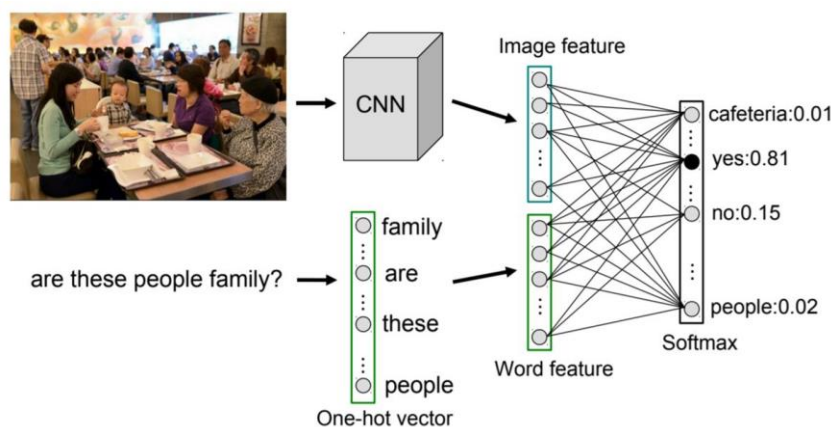 CNN
Image feature
cafeteria:0.01
yes:0.81
no:0.15
people:0.02
Softmax
are these people family?
family
are
these
people
One-hot vector
Word feature